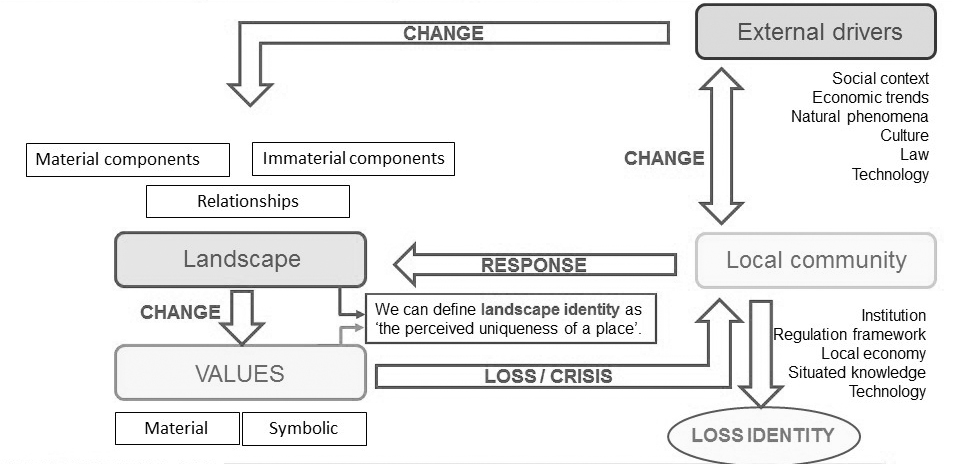 External drivers
CHANGE
Social context
Economic trends
Natural phenomena
Culture
Law
Technology
CHANGE
Material components
Immaterial components
Relationships
Landscape
RESPONSE
Local community
CHANGE
We can define landscape identity as
‘the perceived uniqueness of a place’.
Institution
Regulation framework
Local economy
Situated knowledge
Technology
VALUES
LOSS / CRISIS
Material
Symbolic
LOSS IDENTITY